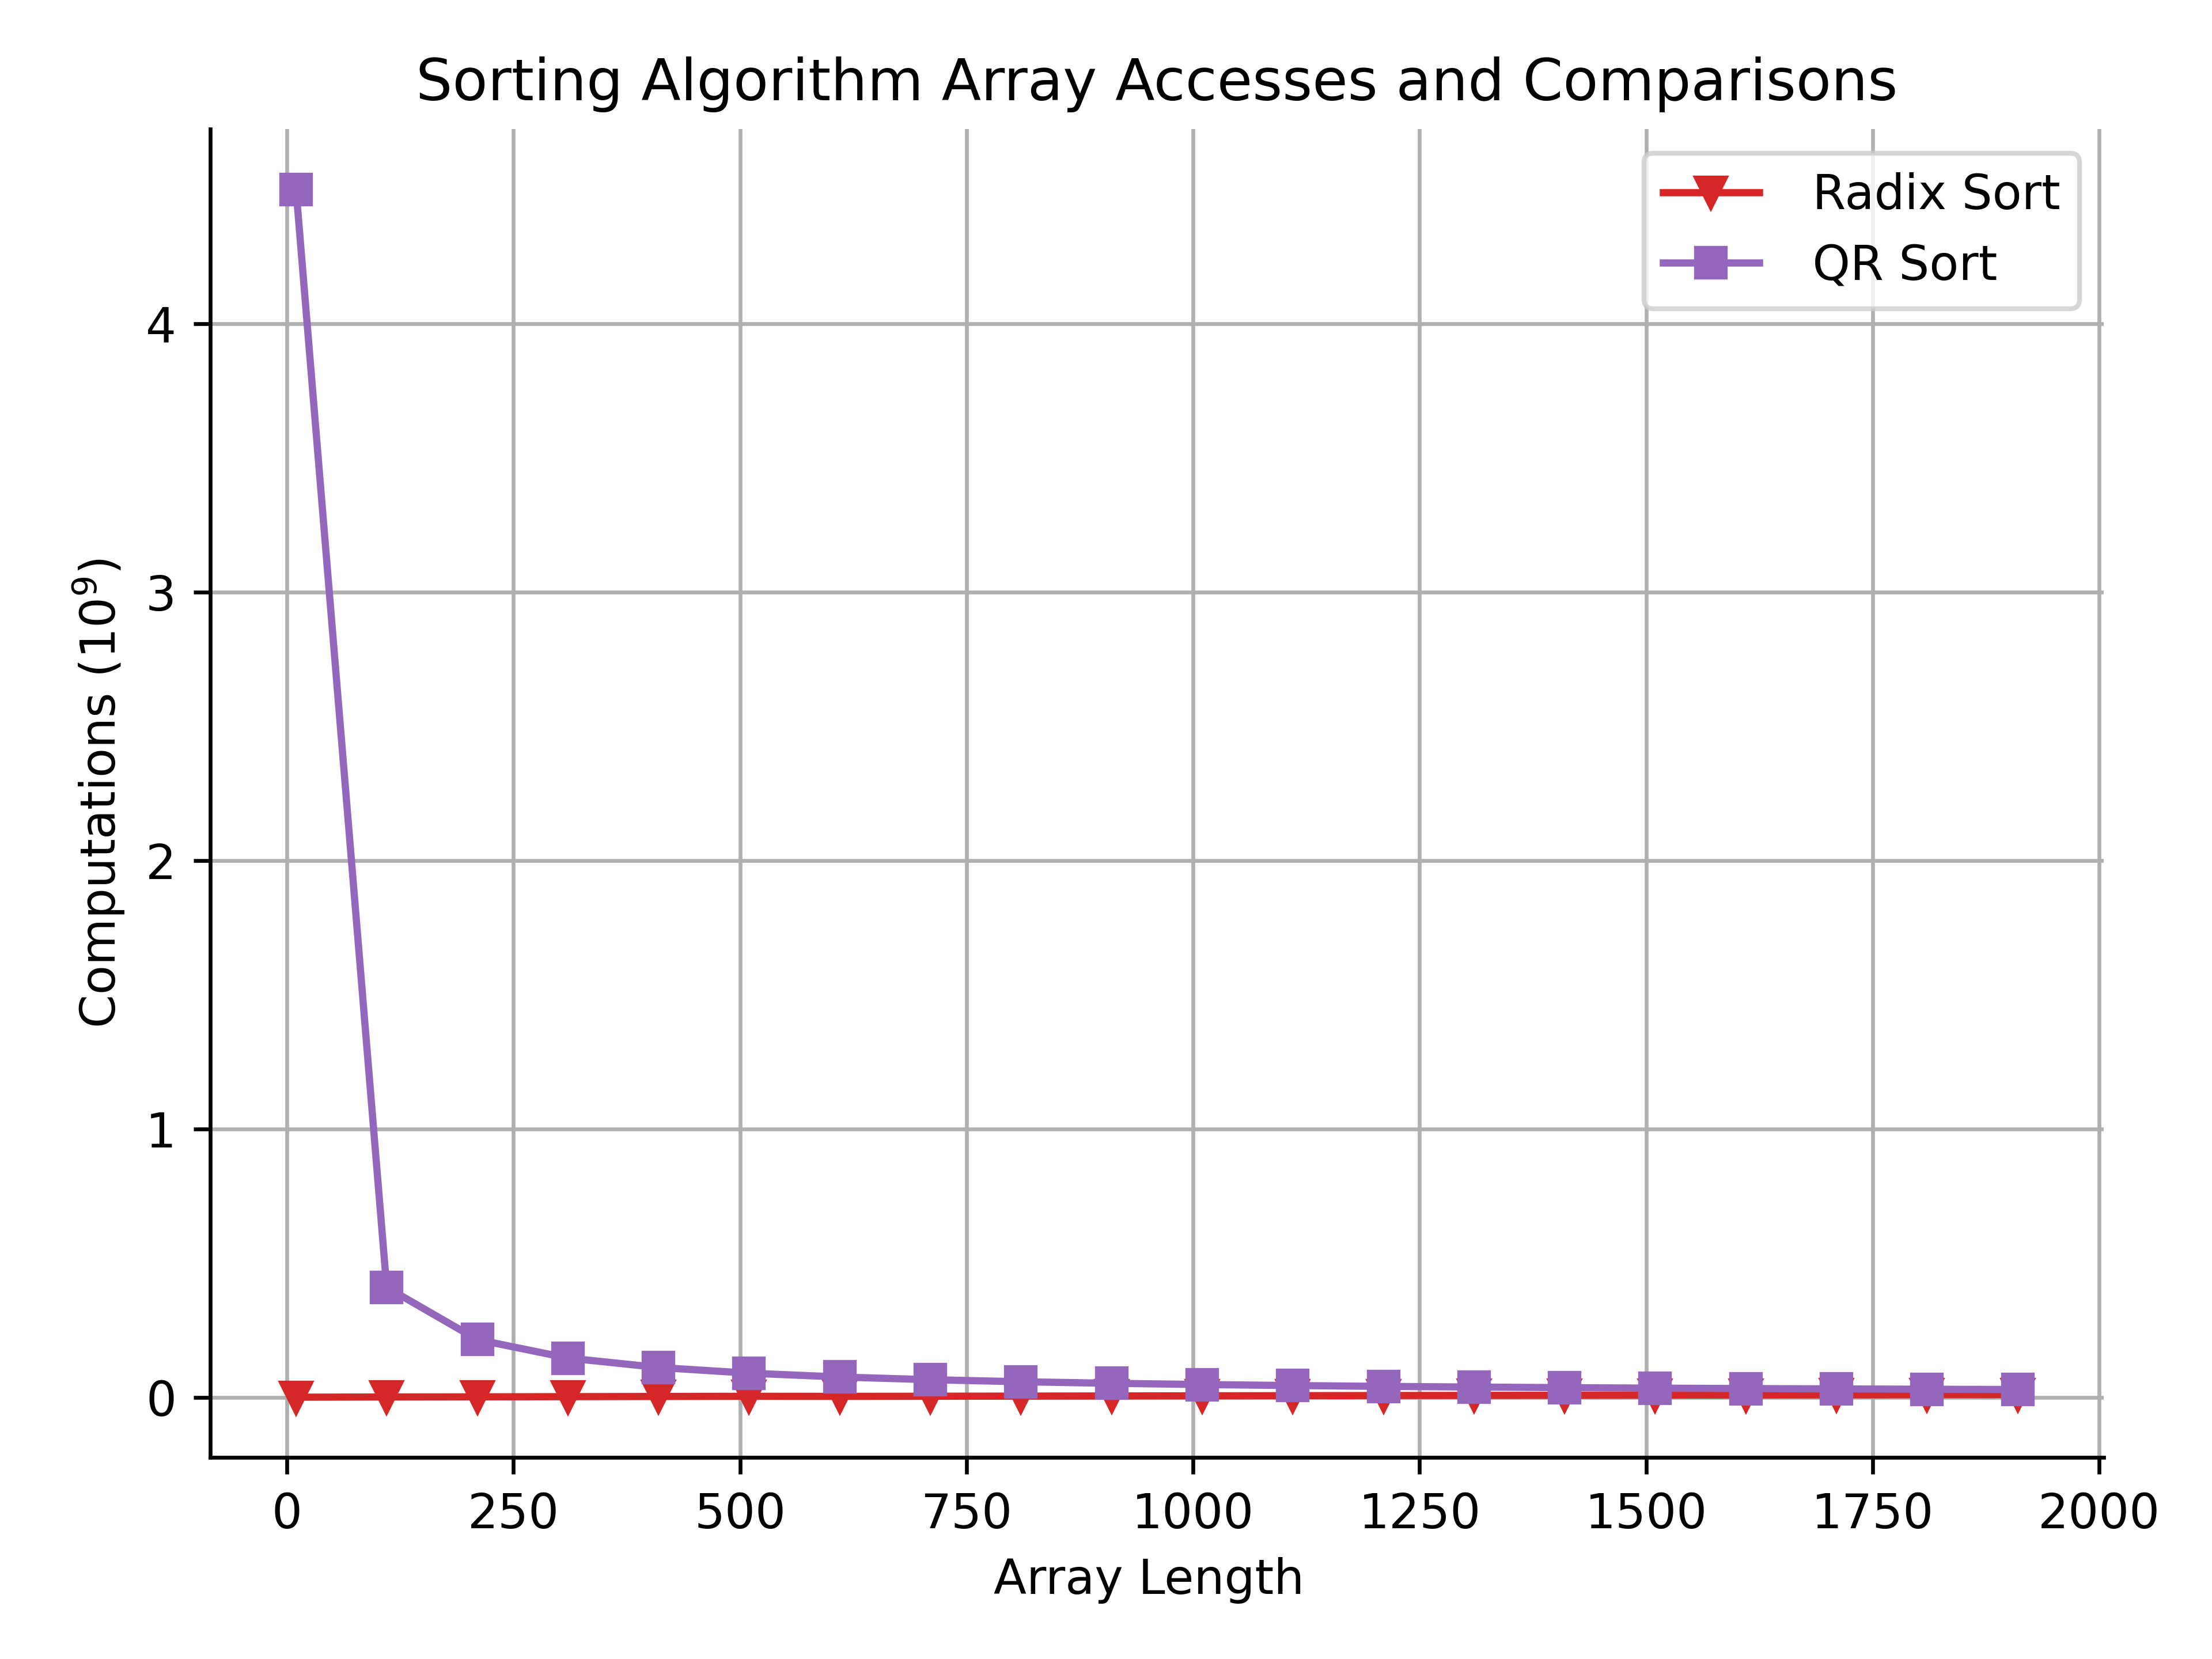 Sorting Algorithm Array Accesses and Comparisons
Radix Sort
QR Sort
Computations (10⁹)
4
3
2
1
0
0 250 500 750 1000 1250 1500 1750 2000
Array Length